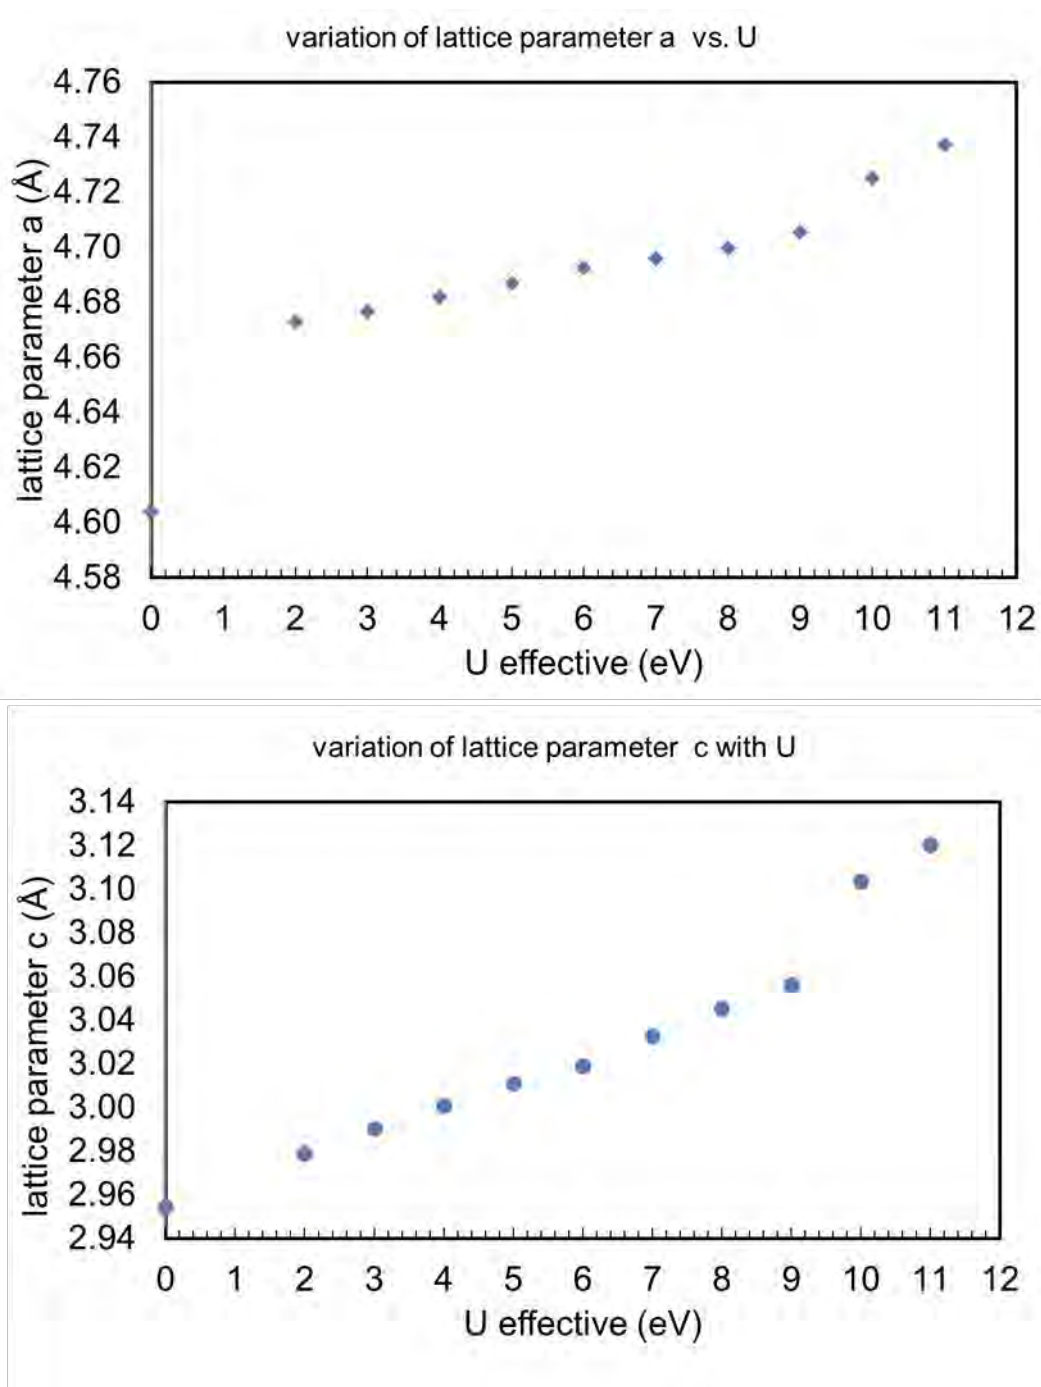 variation of lattice parameter a vs. U
4.76
4.74
4.72
4.70
4.68
4.66
4.64
4.62
4.60
4.58
lattice parameter a (Å)
0 1 2 3 4 5 6 7 8 9 10 11 12
U effective (eV)
variation of lattice parameter c with U
3.14
3.12
3.10
3.08
3.06
3.04
3.02
3.00
2.98
2.96
2.94
lattice parameter c (Å)
0 1 2 3 4 5 6 7 8 9 10 11 12
U effective (eV)